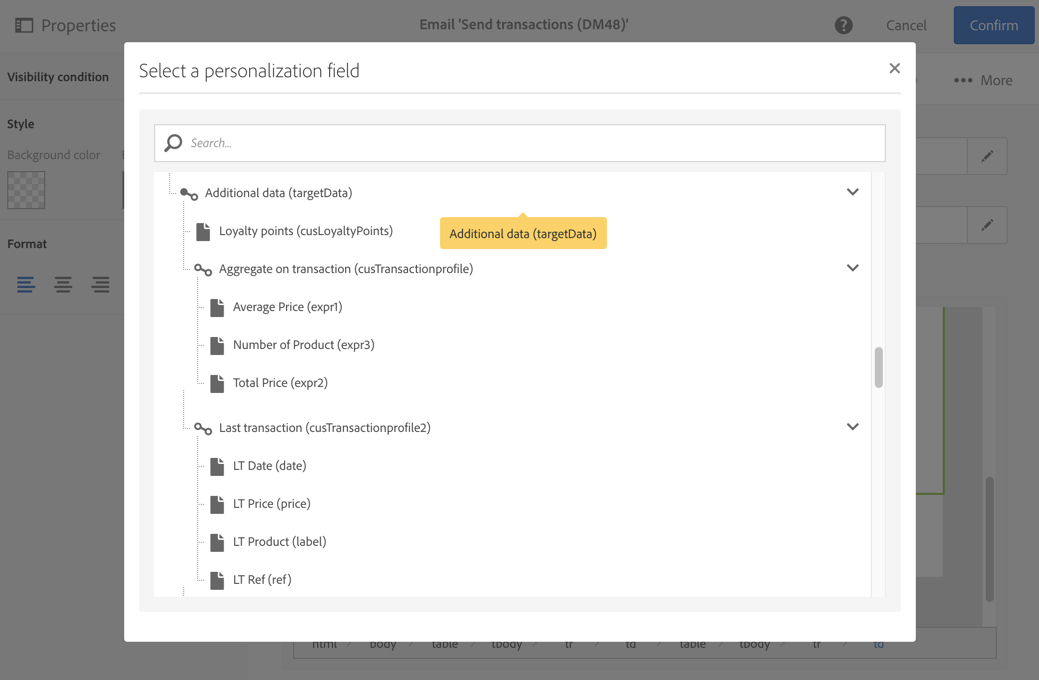 Properties
Email 'Send transactions (DM48)'
?
Cancel
Confirm
Visibility condition
••• More
Style
Background color
Format
Select a personalization field
Search...
Additional data (targetData)
Additional data (targetData)
Loyalty points (cusLoyaltyPoints)
Aggregate on transaction (cusTransactionprofile)
Average Price (expr1)
Number of Product (expr3)
Total Price (expr2)
Last transaction (cusTransactionprofile2)
LT Date (date)
LT Price (price)
LT Product (label)
LT Ref (ref)
html / body / table / tbody / tr / td / table / tbody / tr / td